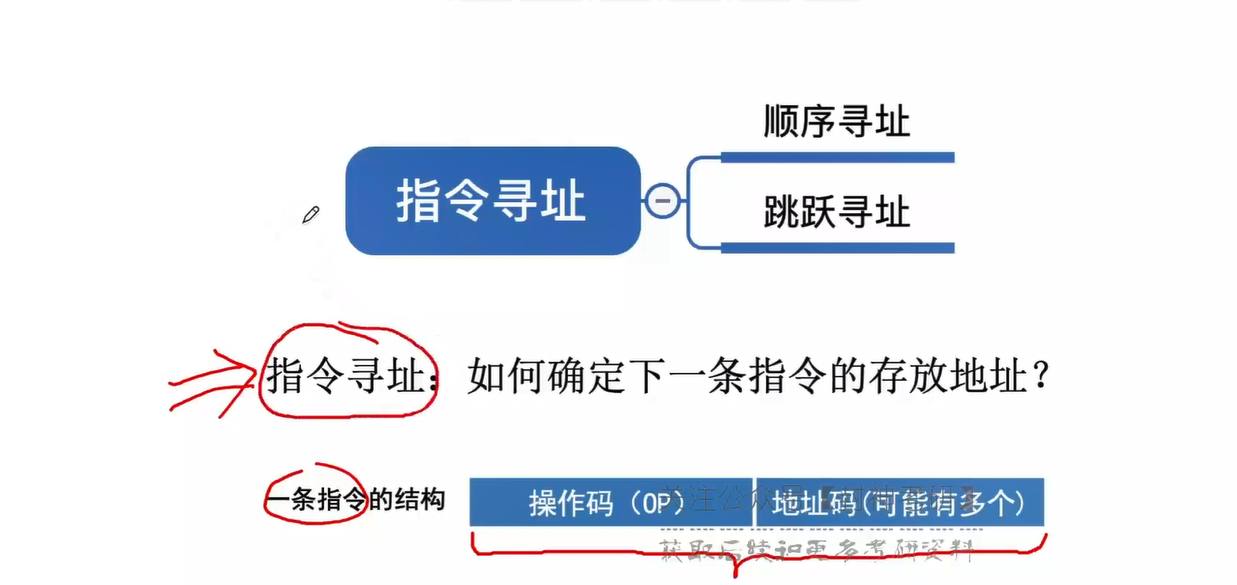 顺序寻址
指令寻址
跳跃寻址
指令寻址：如何确定下一条指令的存放地址？
一条指令的结构 操作码（OP） 地址码(可能有多个)
关注公众号
获取后续和更多考研资料